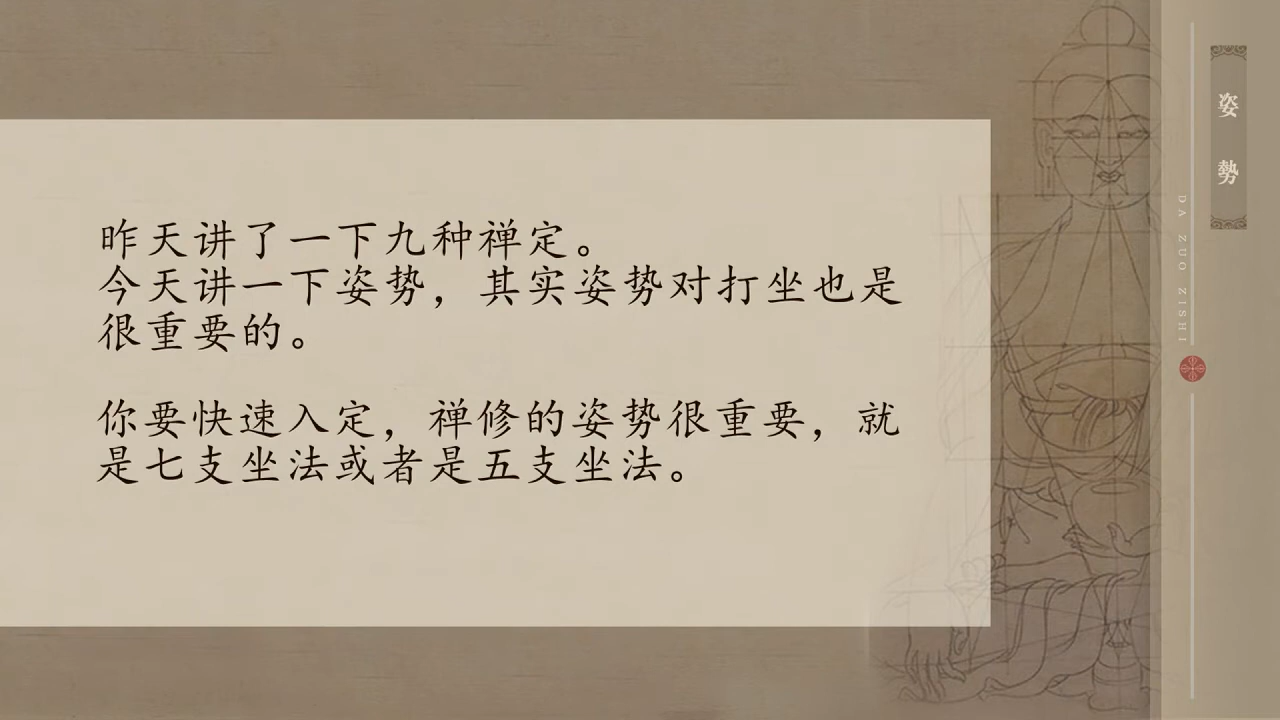 昨天讲了一下九种禅定。
今天讲一下姿势，其实姿势对打坐也是
很重要的。
你要快速入定，禅修的姿势很重要，就
是七支坐法或者是五支坐法。
姿勢
DA ZUO ZISHI